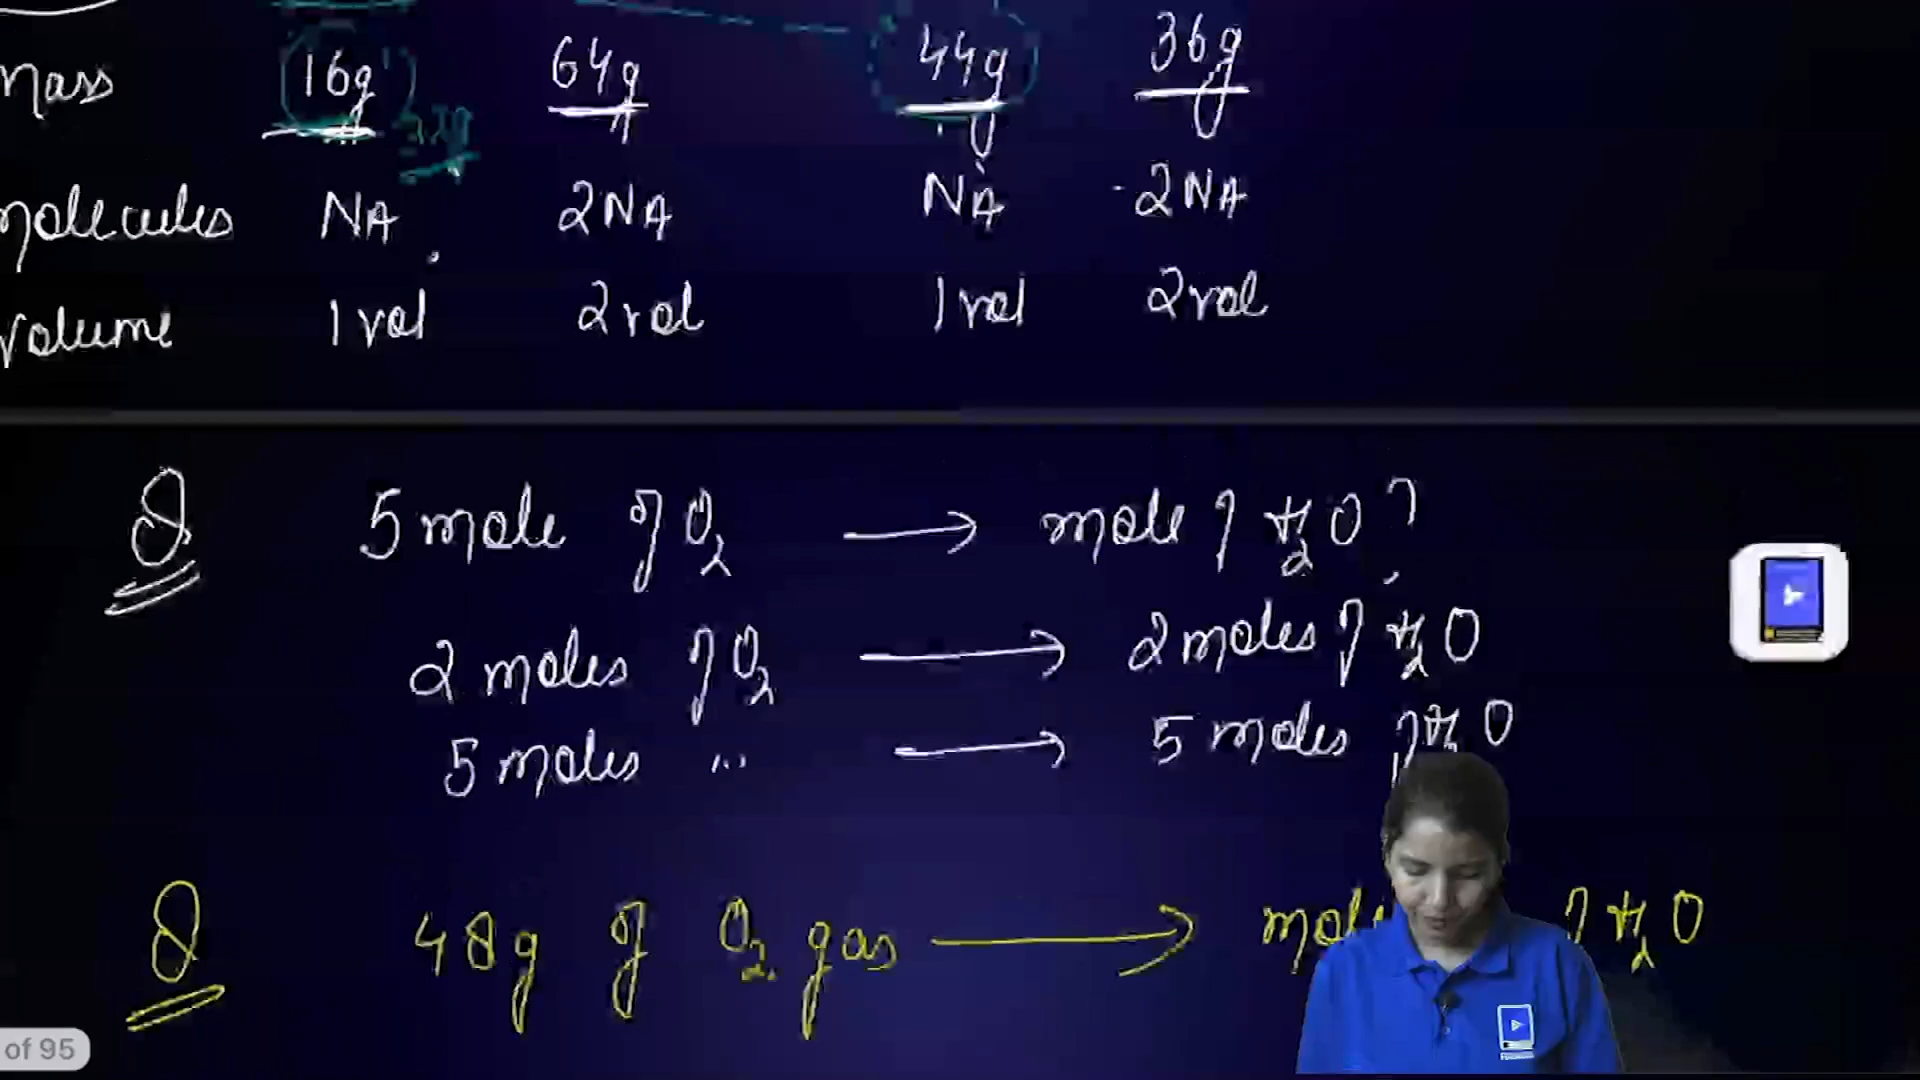 Mass 16g 64g 44g 36g
32g
molecules NA 2NA NA 2NA
volume 1 vol 2 vol 1 vol 2 vol
Q 5 mole of O2 → mole of H2O?
2 moles of O2 → 2 moles of H2O
5 moles ... → 5 moles of H2O
Q 48g of O2 gas → of H2O
of 95